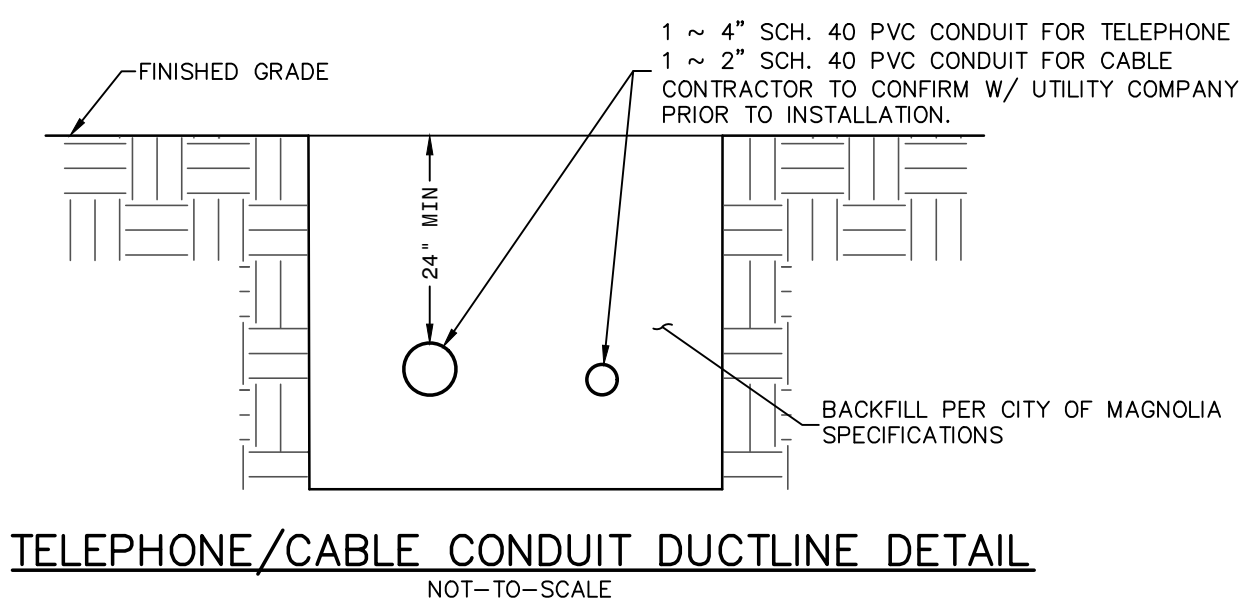 1 ~ 4" SCH. 40 PVC CONDUIT FOR TELEPHONE
1 ~ 2" SCH. 40 PVC CONDUIT FOR CABLE
CONTRACTOR TO CONFIRM W/ UTILITY COMPANY
PRIOR TO INSTALLATION.
FINISHED GRADE
24" MIN
BACKFILL PER CITY OF MAGNOLIA
SPECIFICATIONS
TELEPHONE/CABLE CONDUIT DUCTLINE DETAIL
NOT-TO-SCALE